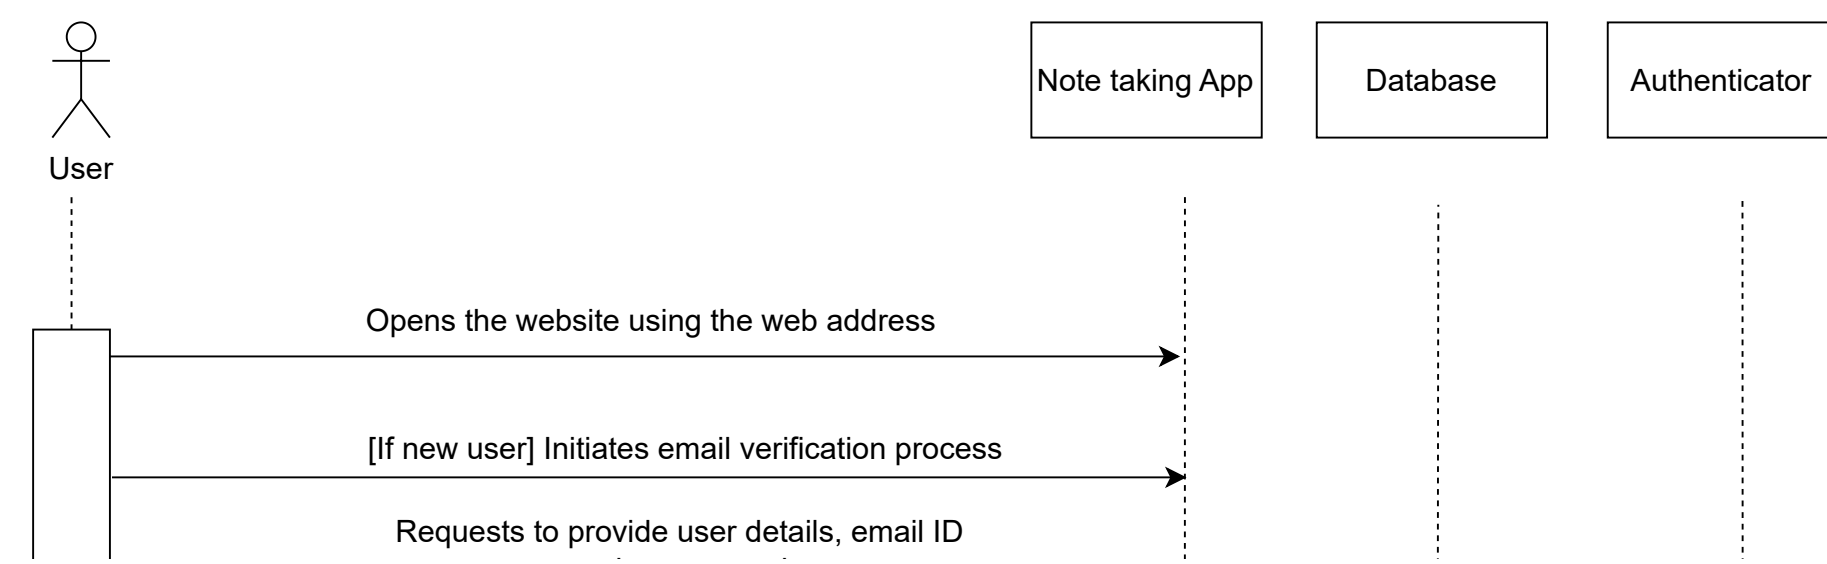 Note taking App
Database
Authenticator
User
Opens the website using the web address
[If new user] Initiates email verification process
Requests to provide user details, email ID